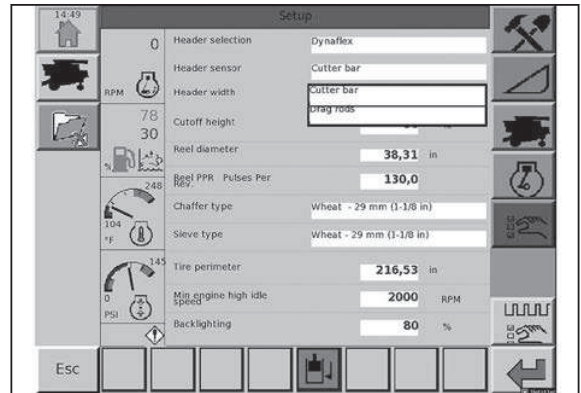 14:49
Setup
0
RPM
Header selection Dynaflex
Header sensor Cutter bar
Header width Cutter bar
Drag rods
78
30
%
Cutoff height
Reel diameter 38,31 in
Reel PPR Pulses Per
Rev. 130,0
248
104
°F
Chaffer type Wheat - 29 mm (1-1/8 in)
Sieve type Wheat - 29 mm (1-1/8 in)
145
0
PSI
Tire perimeter 216,53 in
Min engine high idle
speed 2000 RPM
Backlighting 80 %
Esc